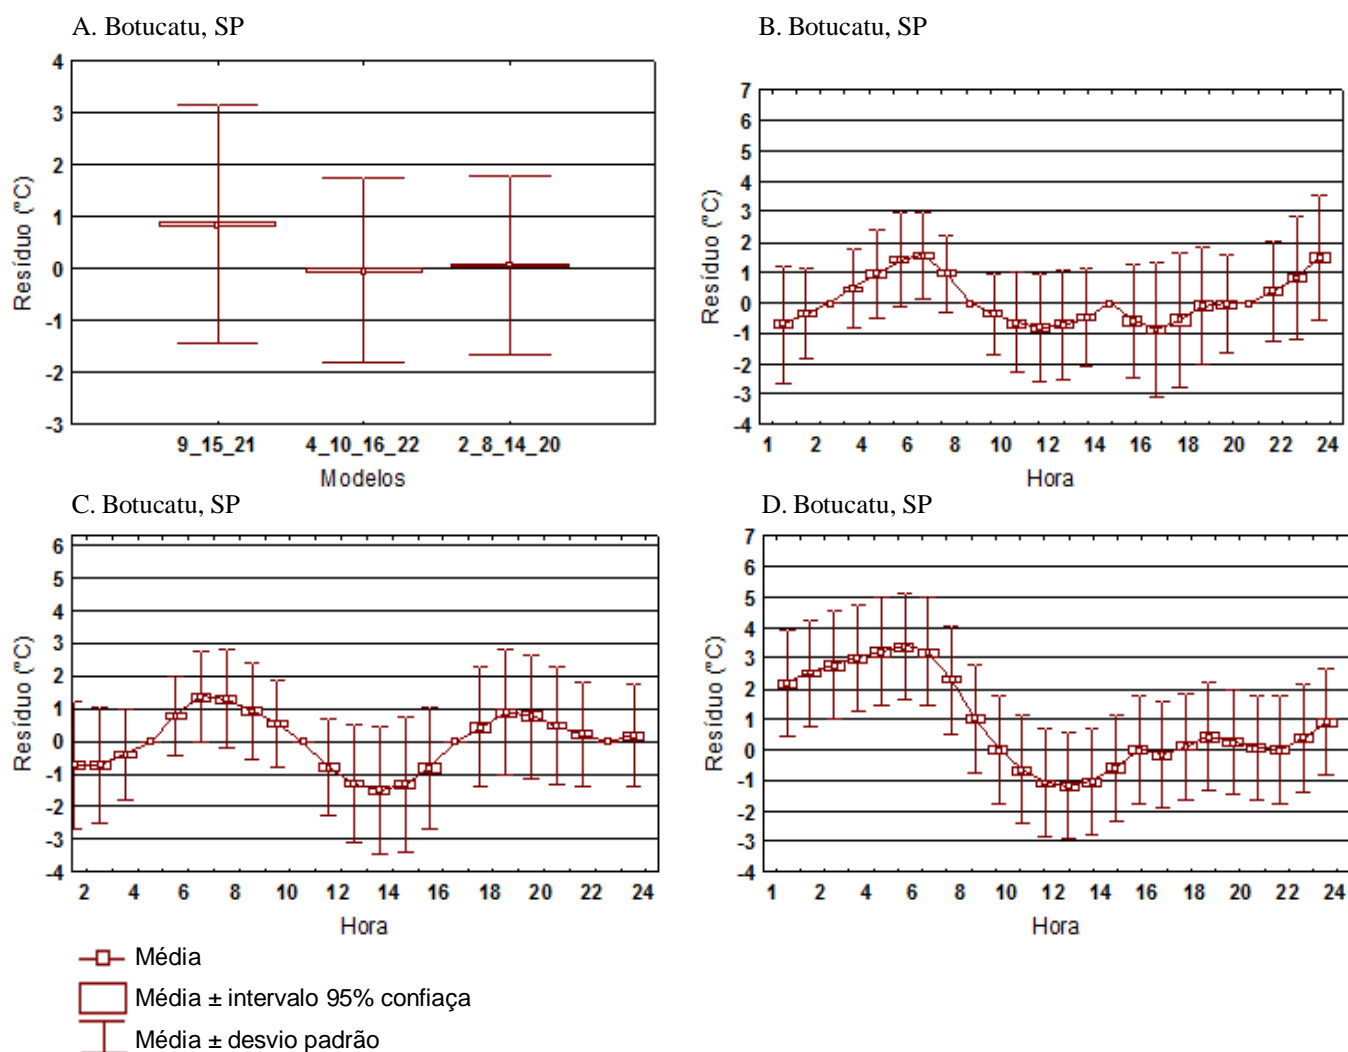 A. Botucatu, SP
4
3
2
1
0
-1
-2
-3
Resíduo (°C)
9_15_21 4_10_16_22 2_8_14_20
Modelos
B. Botucatu, SP
7
6
5
4
3
2
1
0
-1
-2
-3
-4
Resíduo (°C)
1 2 4 6 8 10 12 14 16 18 20 22 24
Hora
C. Botucatu, SP
6
5
4
3
2
1
0
-1
-2
-3
-4
Resíduo (°C)
2 4 6 8 10 12 14 16 18 20 22 24
Hora
D. Botucatu, SP
7
6
5
4
3
2
1
0
-1
-2
-3
-4
Resíduo (°C)
1 2 4 6 8 10 12 14 16 18 20 22 24
Hora
Média
Média ± intervalo 95% confiaça
Média ± desvio padrão